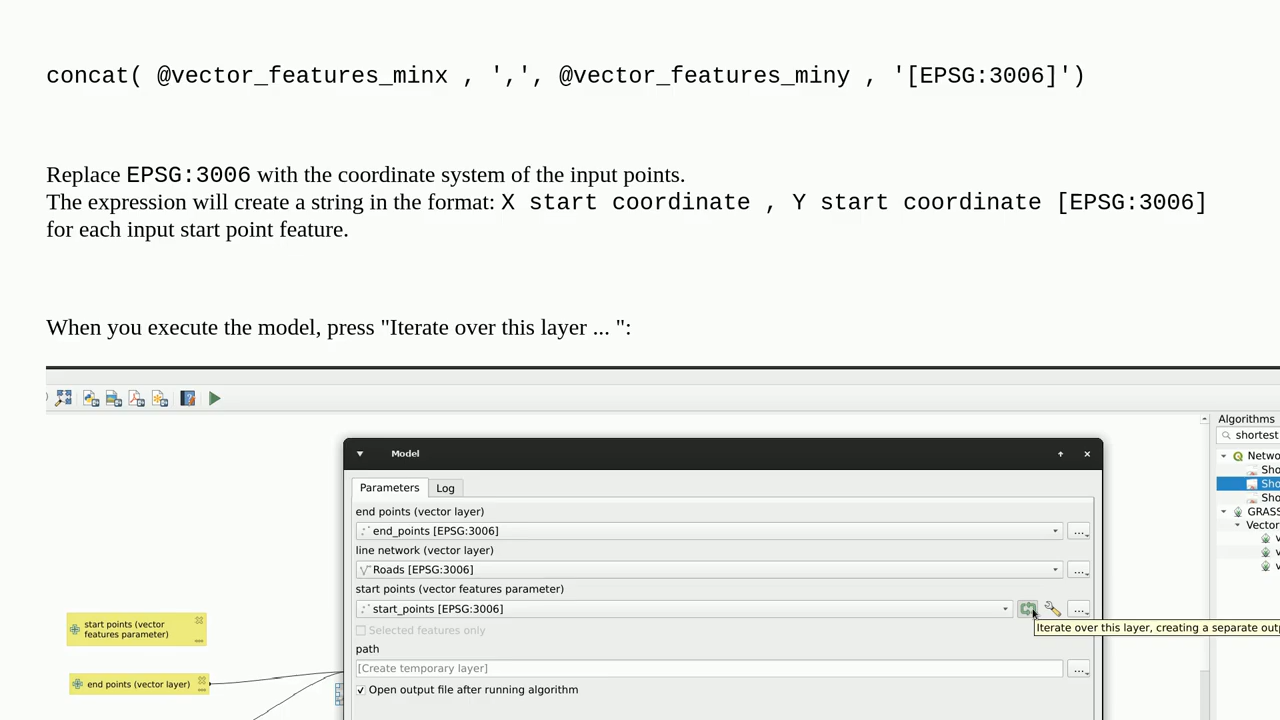 concat( @vector_features_minx , ',', @vector_features_miny , '[EPSG:3006]')
Replace EPSG:3006 with the coordinate system of the input points.
The expression will create a string in the format: X start coordinate , Y start coordinate [EPSG:3006]
for each input start point feature.
When you execute the model, press "Iterate over this layer ... ":
Algorithms
shortest
Model
Netwo
Sho
Parameters
Log
Sho
Sho
end points (vector layer)
GRASS
end_points [EPSG:3006]
...
Vector
line network (vector layer)
v
Roads [EPSG:3006]
...
v
start points (vector features parameter)
v
start_points [EPSG:3006]
...
start points (vector
features parameter)
Selected features only
Iterate over this layer, creating a separate outp
path
[Create temporary layer]
...
end points (vector layer)
Open output file after running algorithm